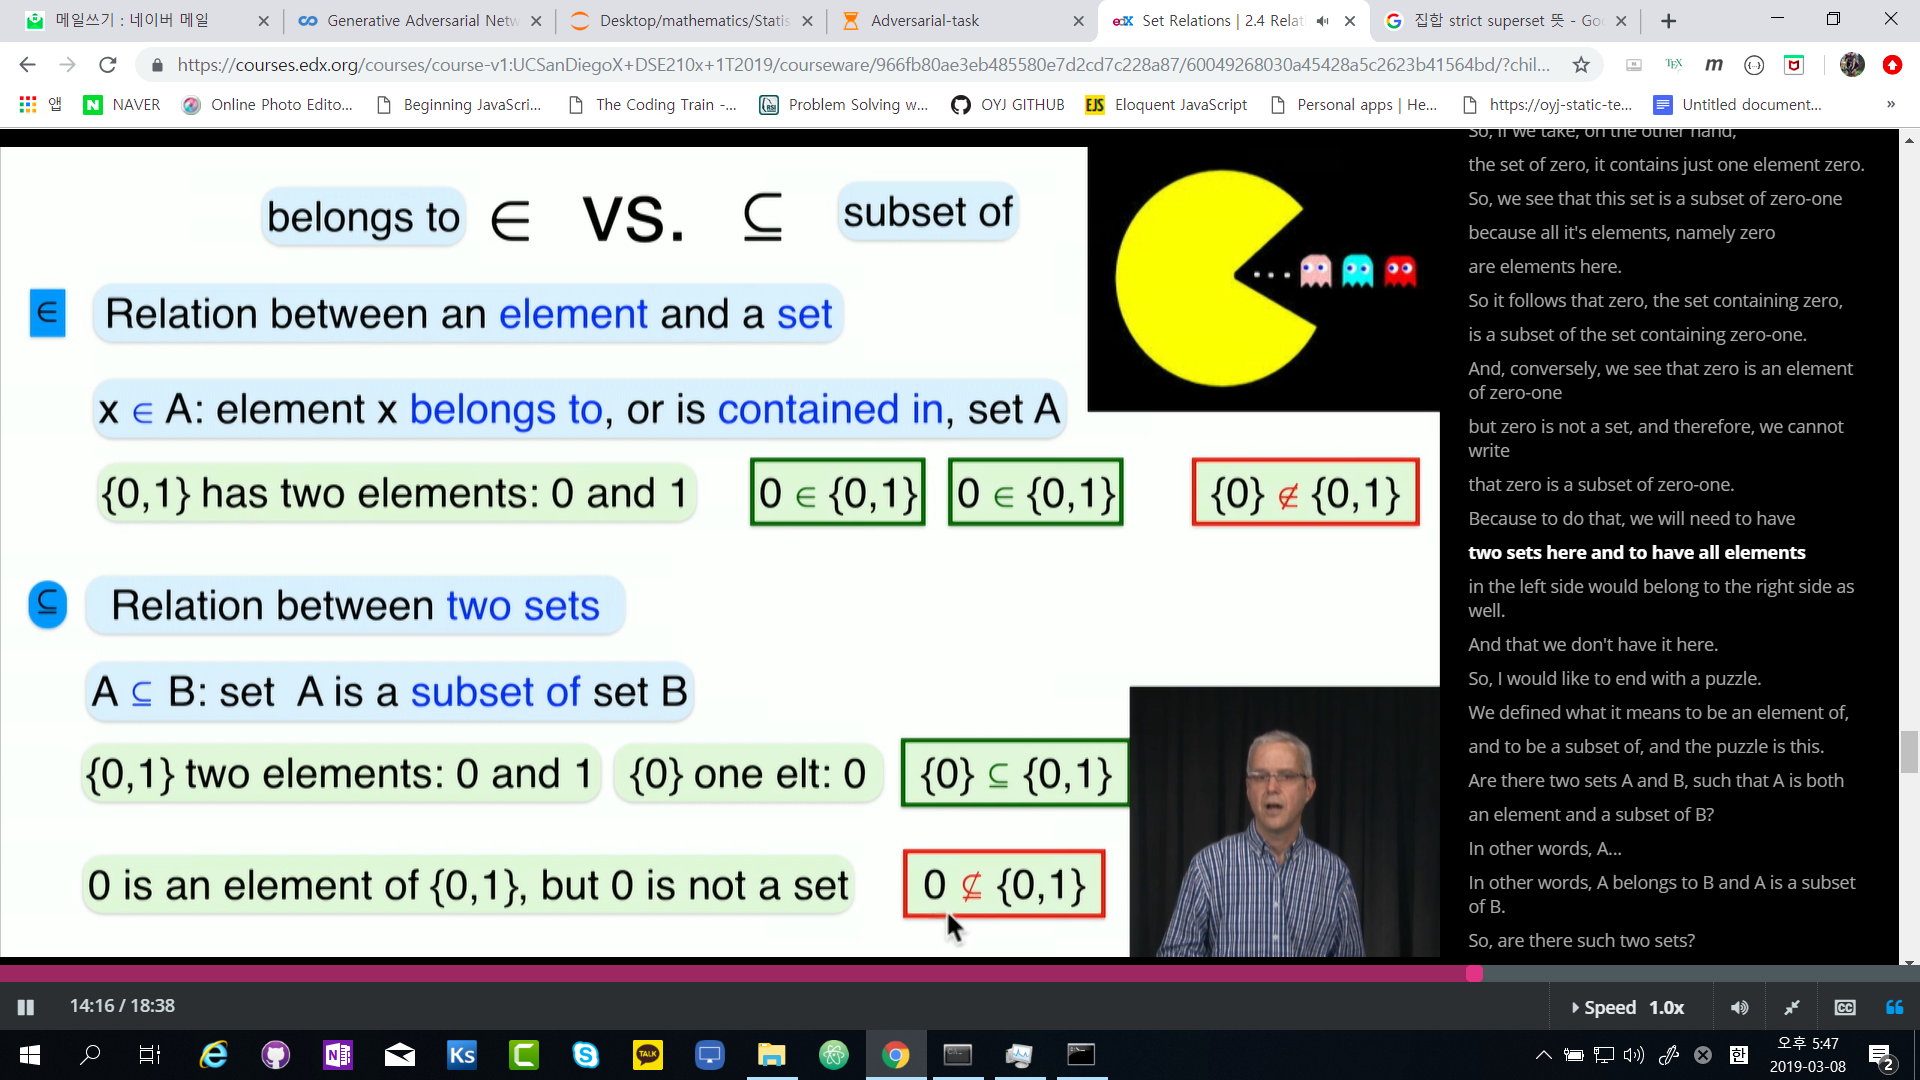 메일쓰기 : 네이버 메일
Generative Adversarial Netw
Desktop/mathematics/Statis
Adversarial-task
edX Set Relations | 2.4 Relat
집합 strict superset 뜻 - Goo
https://courses.edx.org/courses/course-v1:UCSanDiegoX+DSE210x+1T2019/courseware/966fb80ae3eb485580e7d2cd7c228a87/60049268030a45428a5c2623b41564bd/?chil...
TEX
m
앱
N NAVER
Online Photo Edito...
Beginning JavaScri...
The Coding Train -...
Problem Solving w...
OYJ GITHUB
EJS Eloquent JavaScript
Personal apps | He...
https://oyj-static-te...
Untitled document...
»
belongs to ∈ vs. ⊆ subset of
∈ Relation between an element and a set
x ∈ A: element x belongs to, or is contained in, set A
{0,1} has two elements: 0 and 1 0 ∈ {0,1} 0 ∈ {0,1} {0} ∉ {0,1}
⊆ Relation between two sets
A ⊆ B: set A is a subset of set B
{0,1} two elements: 0 and 1 {0} one elt: 0 {0} ⊆ {0,1}
0 is an element of {0,1}, but 0 is not a set 0 ⊈ {0,1}
So, if we take, on the other hand,
the set of zero, it contains just one element zero.
So, we see that this set is a subset of zero-one
because all it's elements, namely zero
are elements here.
So it follows that zero, the set containing zero,
is a subset of the set containing zero-one.
And, conversely, we see that zero is an element
of zero-one
but zero is not a set, and therefore, we cannot
write
that zero is a subset of zero-one.
Because to do that, we will need to have
two sets here and to have all elements
in the left side would belong to the right side as
well.
And that we don't have it here.
So, I would like to end with a puzzle.
We defined what it means to be an element of,
and to be a subset of, and the puzzle is this.
Are there two sets A and B, such that A is both
an element and a subset of B?
In other words, A...
In other words, A belongs to B and A is a subset
of B.
So, are there such two sets?
14:16 / 18:38
Speed 1.0x
CC
Ks
TALK
한
오후 5:47
2019-03-08
2